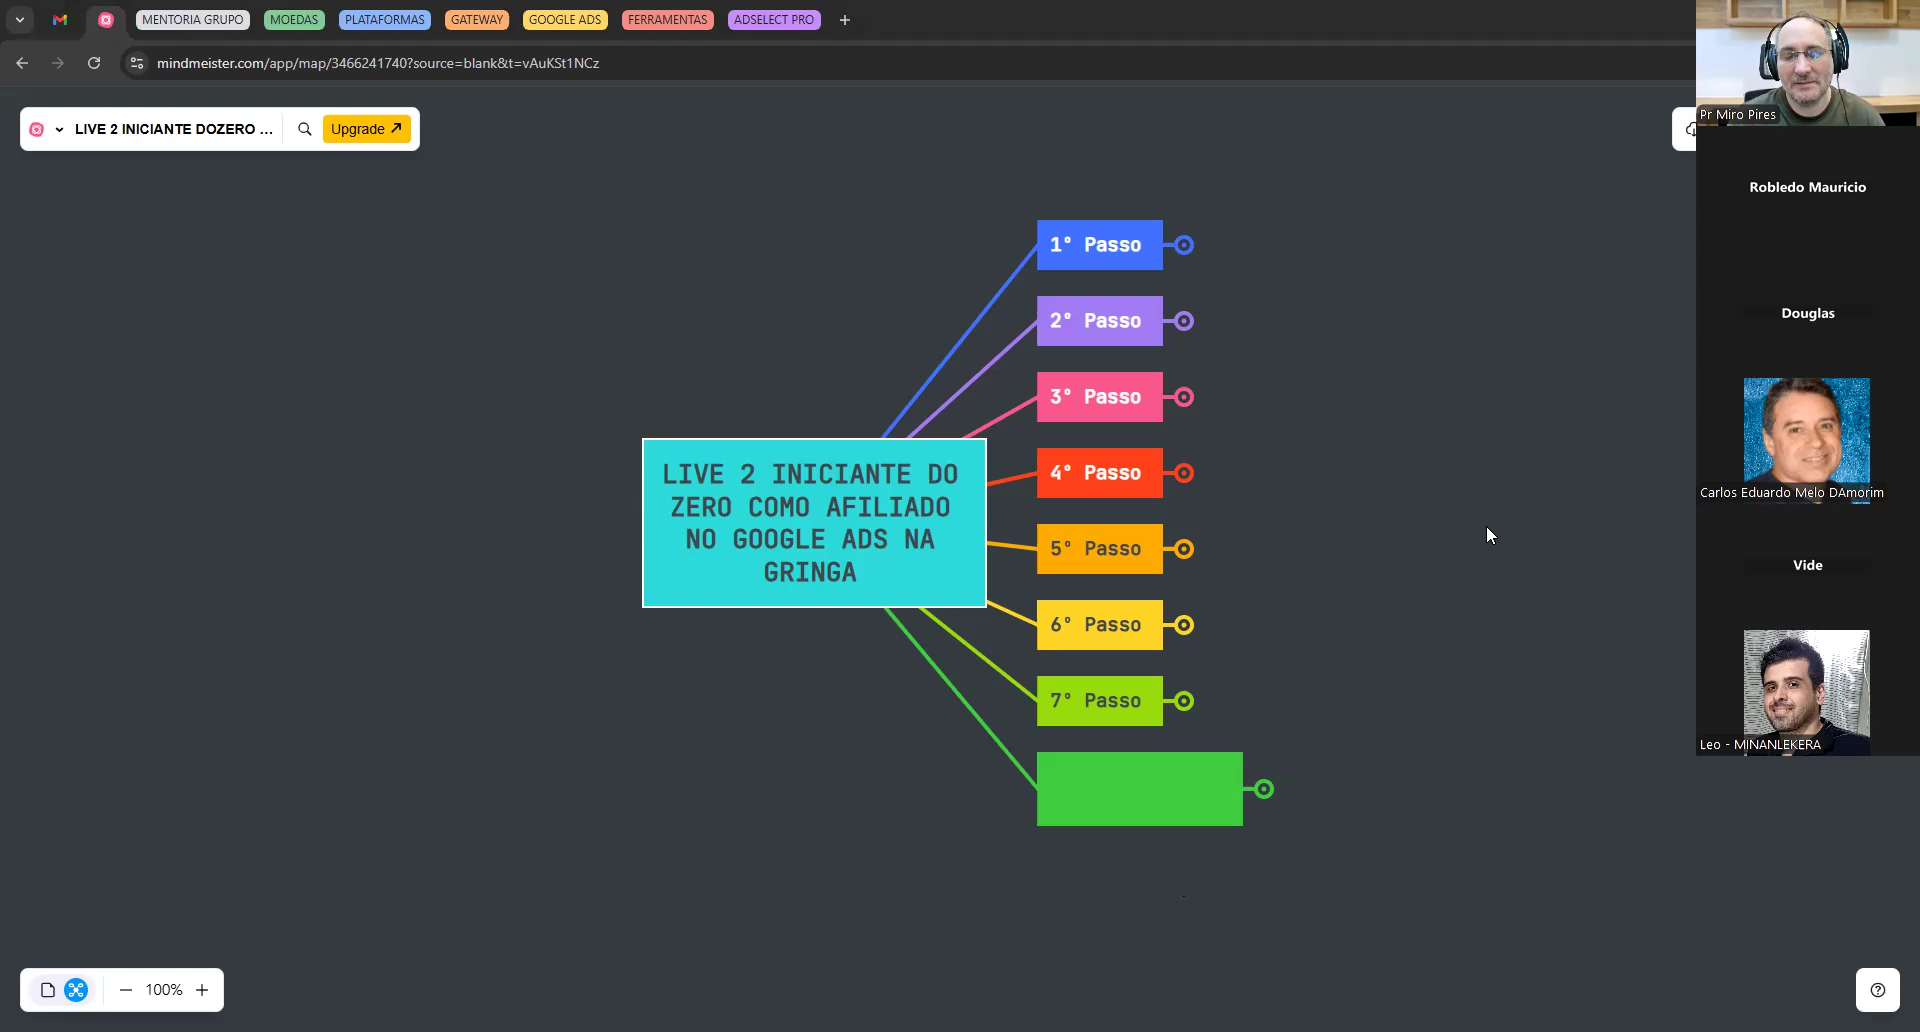 MENTORIA GRUPO
MOEDAS
PLATAFORMAS
GATEWAY
GOOGLE ADS
FERRAMENTAS
ADSELECT PRO
mindmeister.com/app/map/3466241740?source=blank&t=vAuKSt1NCz
LIVE 2 INICIANTE DOZERO ...
Upgrade
LIVE 2 INICIANTE DO
ZERO COMO AFILIADO
NO GOOGLE ADS NA
GRINGA
1° Passo
2° Passo
3° Passo
4° Passo
5° Passo
6° Passo
7° Passo
Pr Miro Pires
Robledo Mauricio
Douglas
Carlos Eduardo Melo DAmorim
Vide
Leo - MINANLEKERA
100%